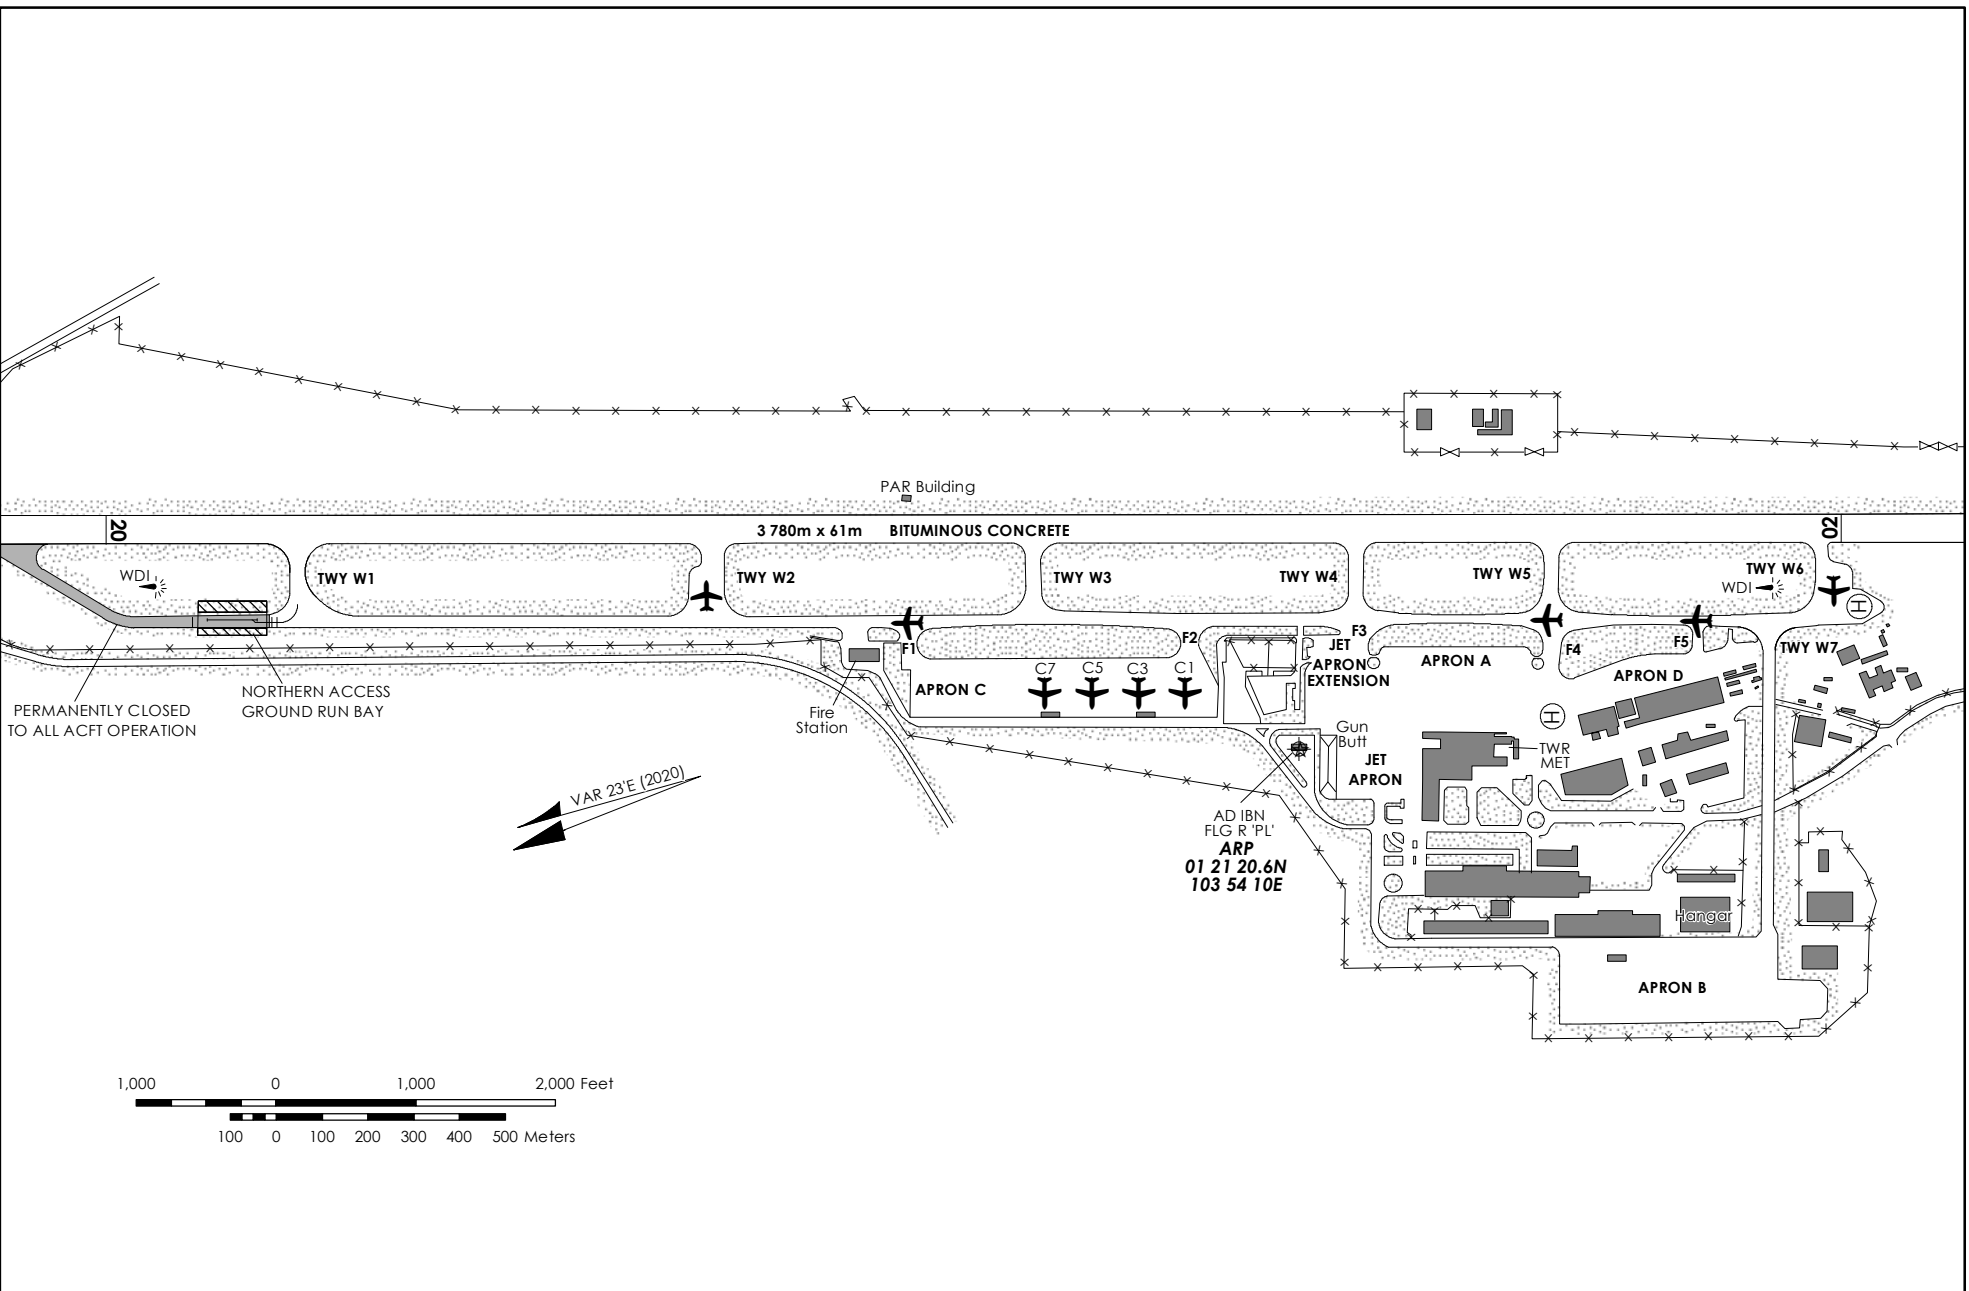 PAR Building
20
3 780m x 61m BITUMINOUS CONCRETE
02
WDI
TWY W1
TWY W2
TWY W3
TWY W4
TWY W5
TWY W6
WDI
H
F1
F2
F3
F4
F5
TWY W7
JET
APRON
EXTENSION
APRON A
APRON D
APRON C
C7
C5
C3
C1
NORTHERN ACCESS
GROUND RUN BAY
PERMANENTLY CLOSED
TO ALL ACFT OPERATION
Fire
Station
Gun
Butt
H
JET
APRON
TWR
MET
VAR 23'E (2020)
AD IBN
FLG R 'PL'
ARP
01 21 20.6N
103 54 10E
Hangar
APRON B
1,000 0 1,000 2,000 Feet
100 0 100 200 300 400 500 Meters